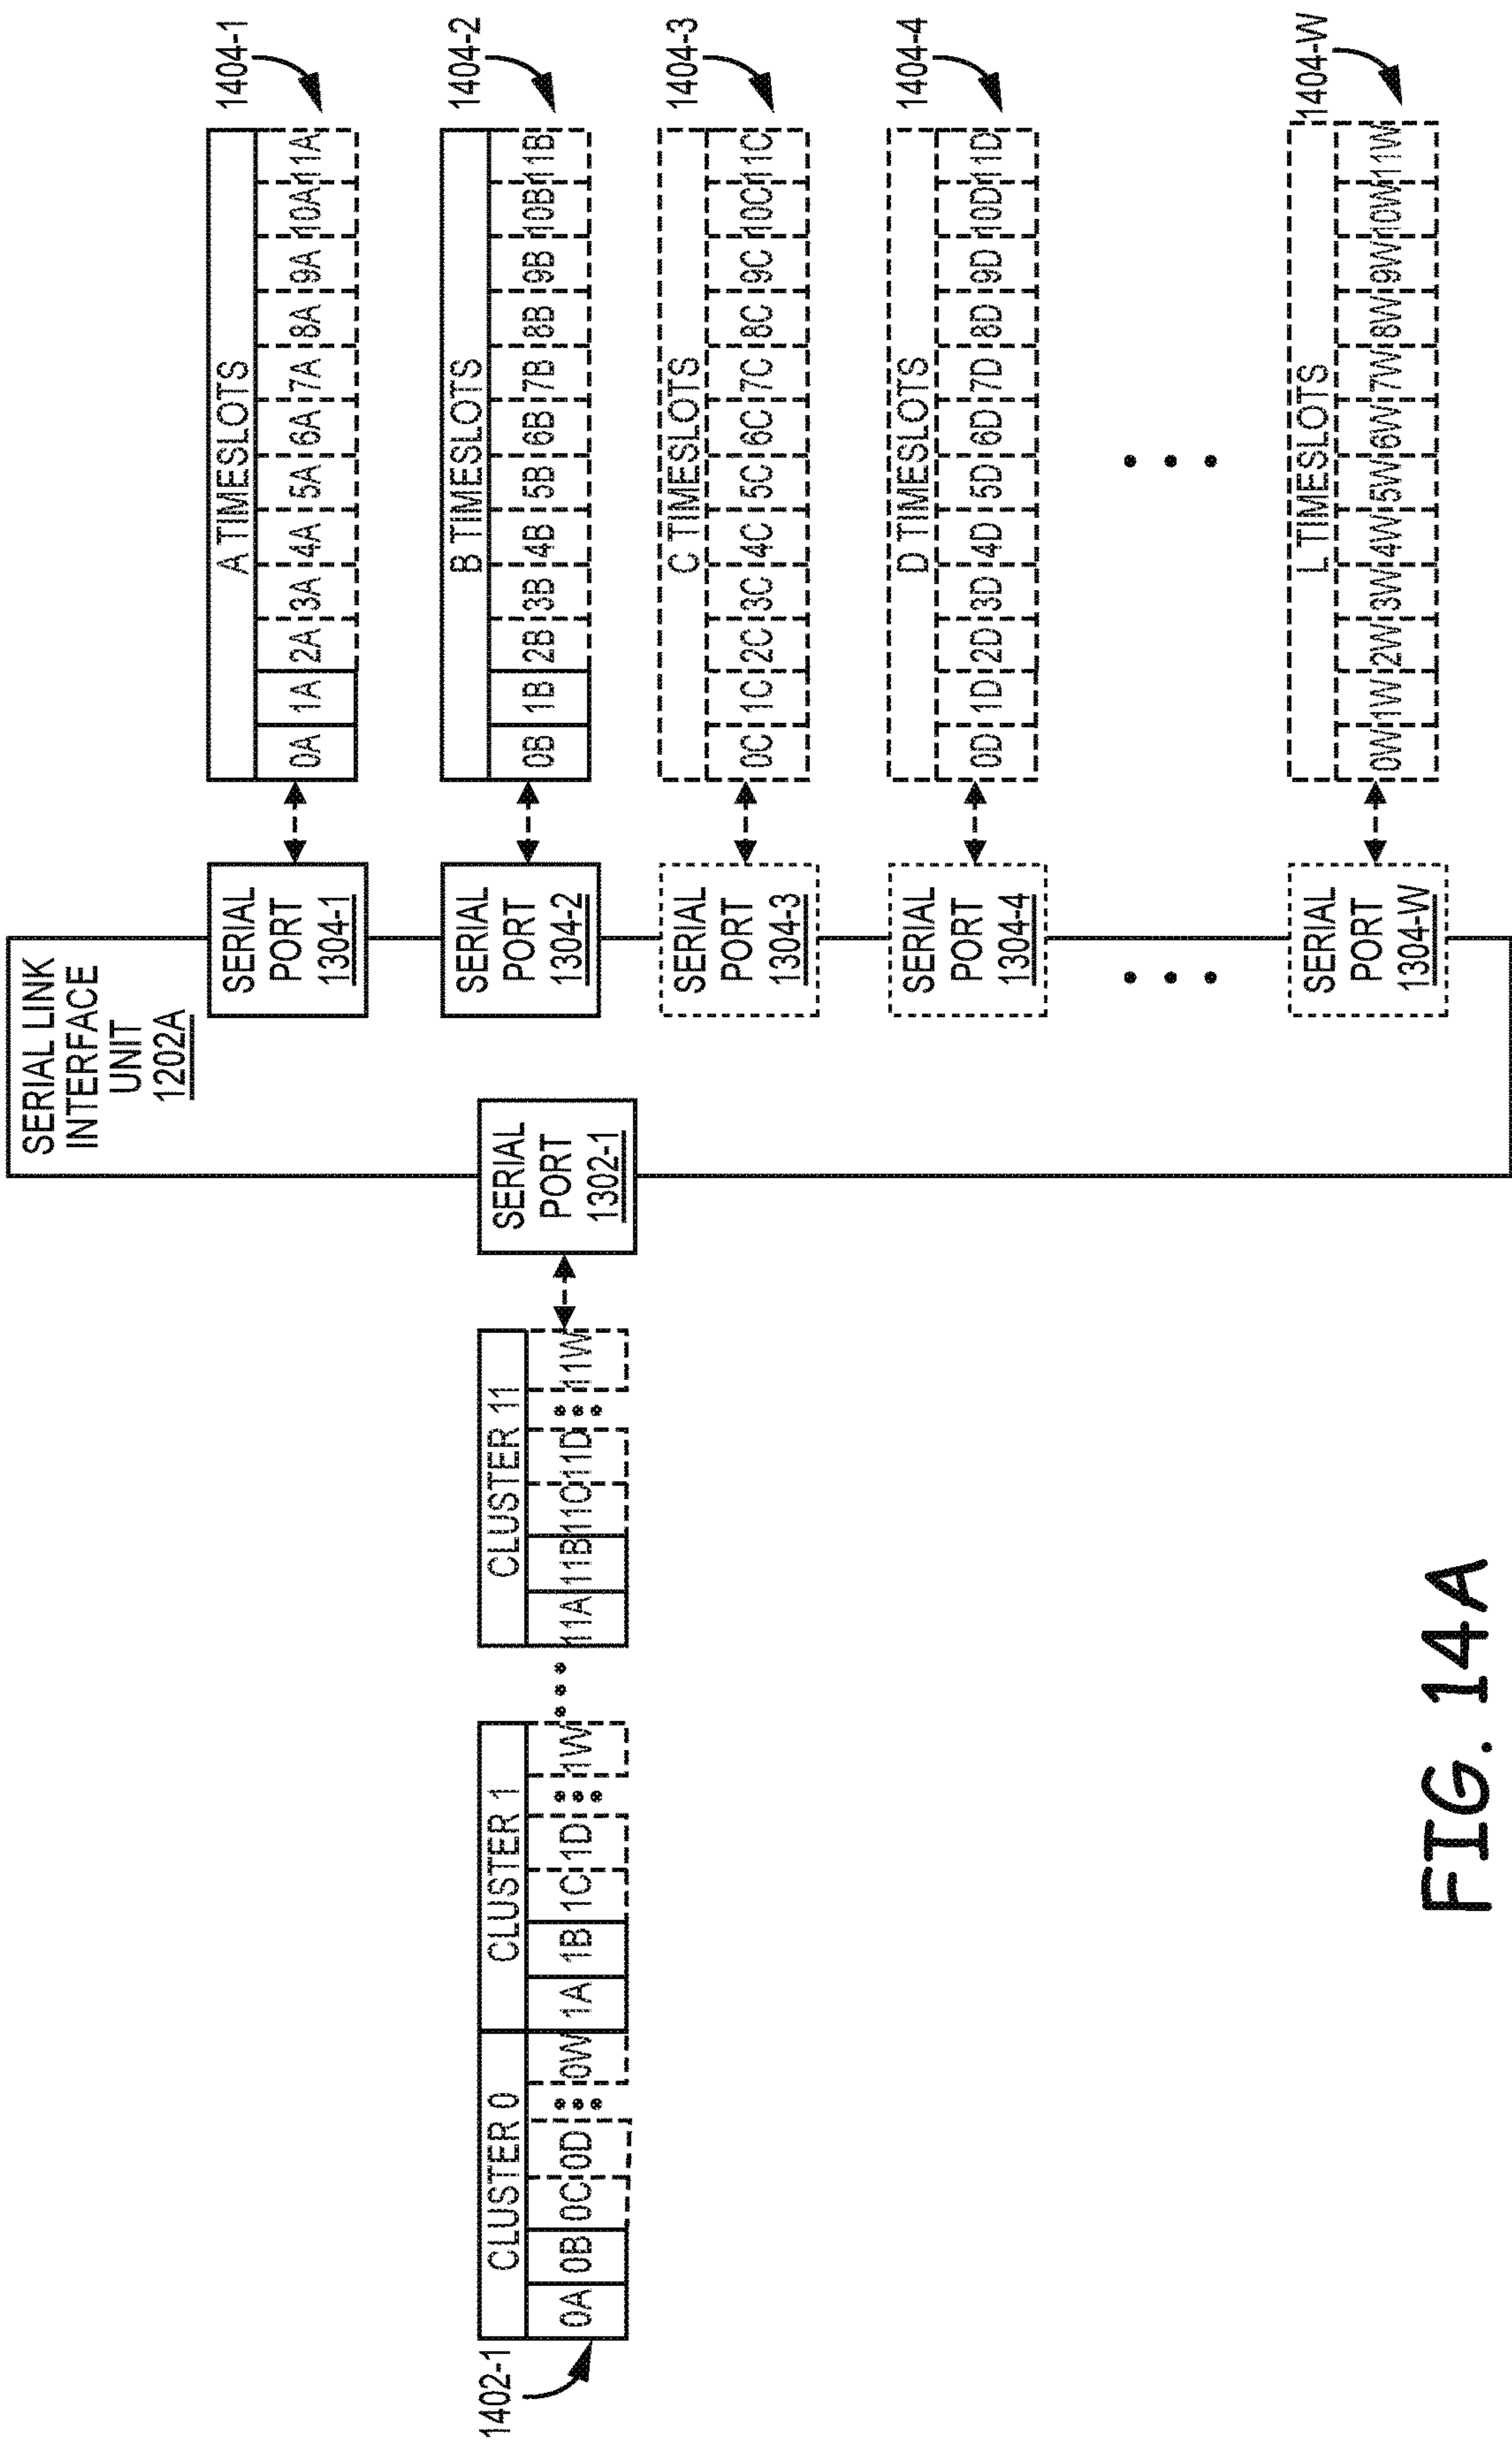 SERIAL LINK
INTERFACE
UNIT
1202A
1402-1
CLUSTER 0
0A 0B 0C 0D 0W
CLUSTER 1
1A 1B 1C 1D 1W
CLUSTER 11
11A 11B 11C 11D 11W
SERIAL
PORT
1302-1
SERIAL
PORT
1304-1
A TIMESLOTS
0A 1A 2A 3A 4A 5A 6A 7A 8A 9A 10A 11A
1404-1
SERIAL
PORT
1304-2
B TIMESLOTS
0B 1B 2B 3B 4B 5B 6B 7B 8B 9B 10B 11B
1404-2
SERIAL
PORT
1304-3
C TIMESLOTS
0C 1C 2C 3C 4C 5C 6C 7C 8C 9C 10C 11C
1404-3
SERIAL
PORT
1304-4
D TIMESLOTS
0D 1D 2D 3D 4D 5D 6D 7D 8D 9D 10D 11D
1404-4
SERIAL
PORT
1304-W
L TIMESLOTS
0W 1W 2W 3W 4W 5W 6W 7W 8W 9W 10W 11W
1404-W
FIG. 14A